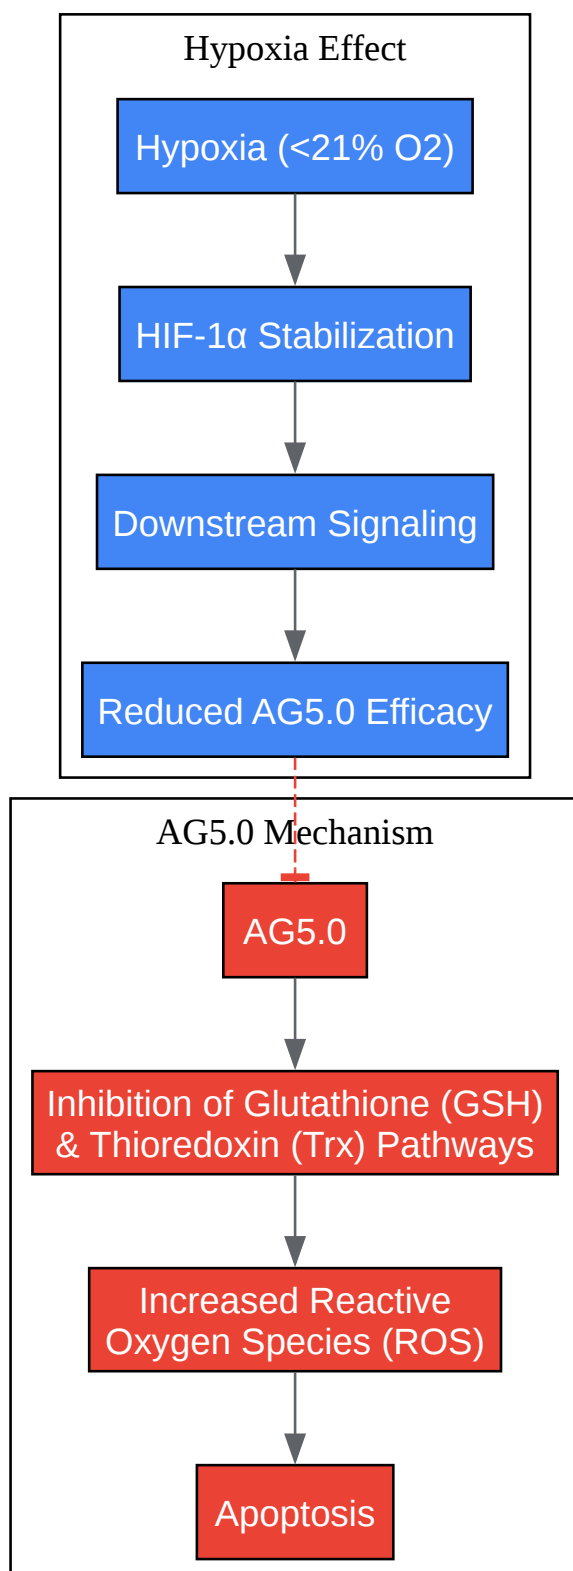 Hypoxia Effect
Hypoxia (<21% O2)
HIF-1α Stabilization
Downstream Signaling
Reduced AG5.0 Efficacy
AG5.0 Mechanism
AG5.0
Inhibition of Glutathione (GSH)
& Thioredoxin (Trx) Pathways
Increased Reactive
Oxygen Species (ROS)
Apoptosis